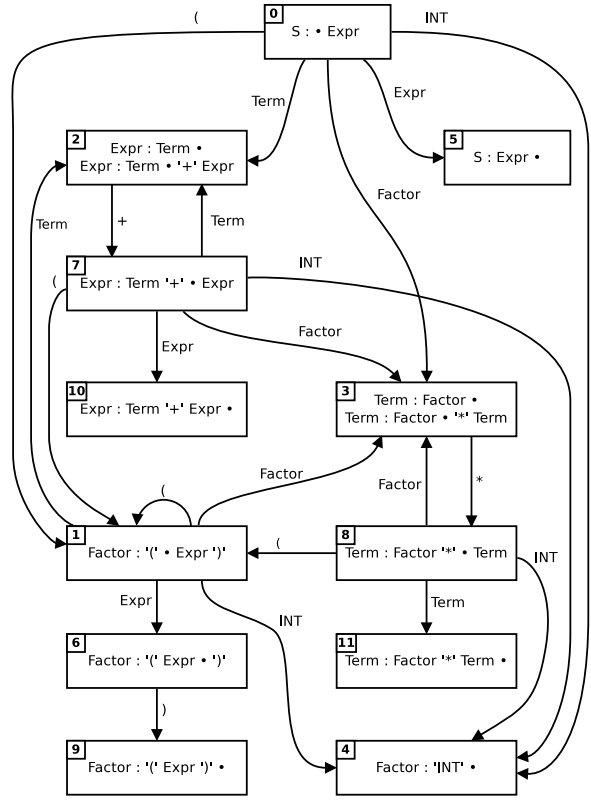 0
S : • Expr
(
INT
Term
Expr
2
Expr : Term •
Expr : Term • '+' Expr
5
S : Expr •
Factor
Term
+
Term
7
Expr : Term '+' • Expr
(
INT
Factor
Expr
10
Expr : Term '+' Expr •
3
Term : Factor •
Term : Factor • '*' Term
Factor
(
Factor
*
1
Factor : '(' • Expr ')'
(
8
Term : Factor '*' • Term
INT
Expr
INT
Term
6
Factor : '(' Expr • ')'
11
Term : Factor '*' Term •
)
9
Factor : '(' Expr ')' •
4
Factor : 'INT' •